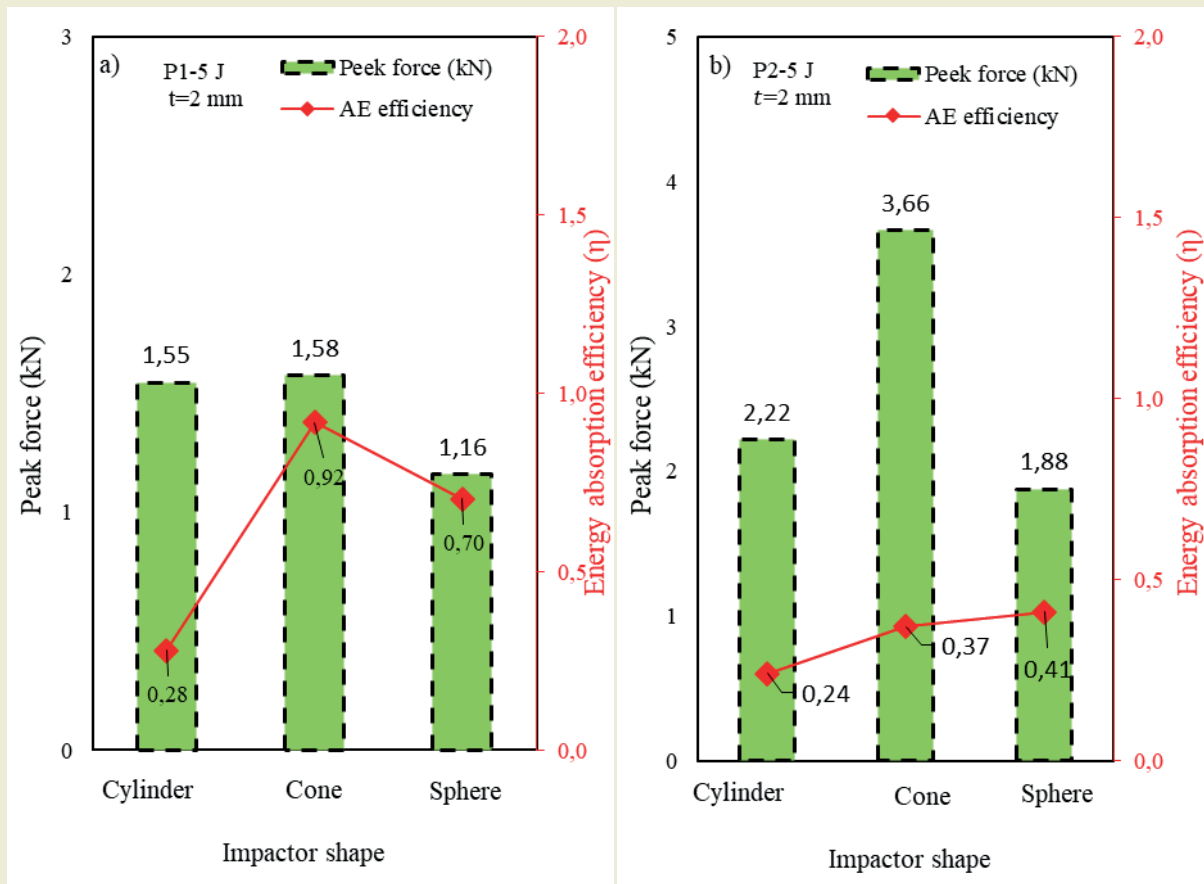 a)
P1-5 J
t=2 mm
Peek force (kN)
AE efficiency
3
2
1
0
Peak force (kN)
1,55
1,58
1,16
0,28
0,92
0,70
2,0
1,5
1,0
0,5
0,0
Energy absorption efficiency (η)
Cylinder
Cone
Sphere
Impactor shape
b)
P2-5 J
t=2 mm
Peek force (kN)
AE efficiency
5
4
3
2
1
0
Peak force (kN)
2,22
3,66
1,88
0,24
0,37
0,41
2,0
1,5
1,0
0,5
0,0
Energy absorption efficiency (η)
Cylinder
Cone
Sphere
Impactor shape